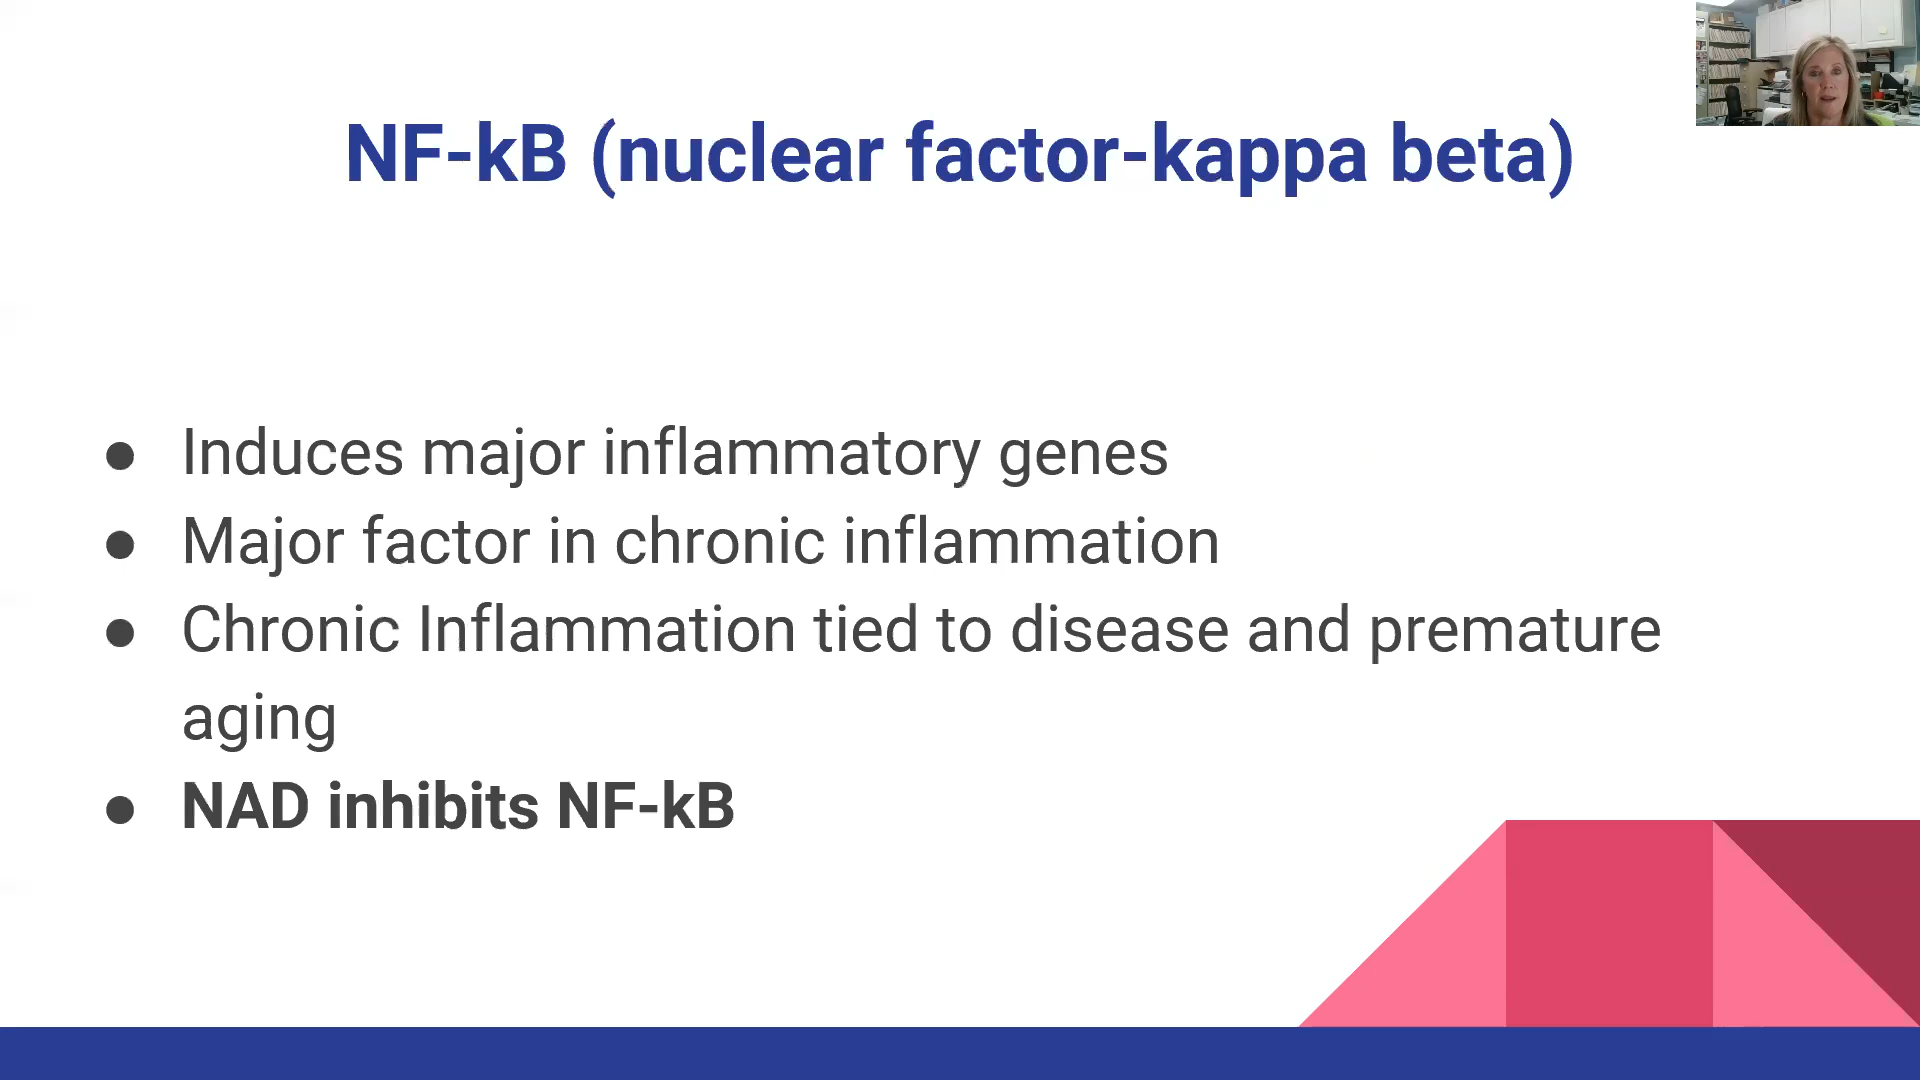 NF-kB (nuclear factor-kappa beta)
● Induces major inflammatory genes
● Major factor in chronic inflammation
● Chronic Inflammation tied to disease and premature
aging
● NAD inhibits NF-kB